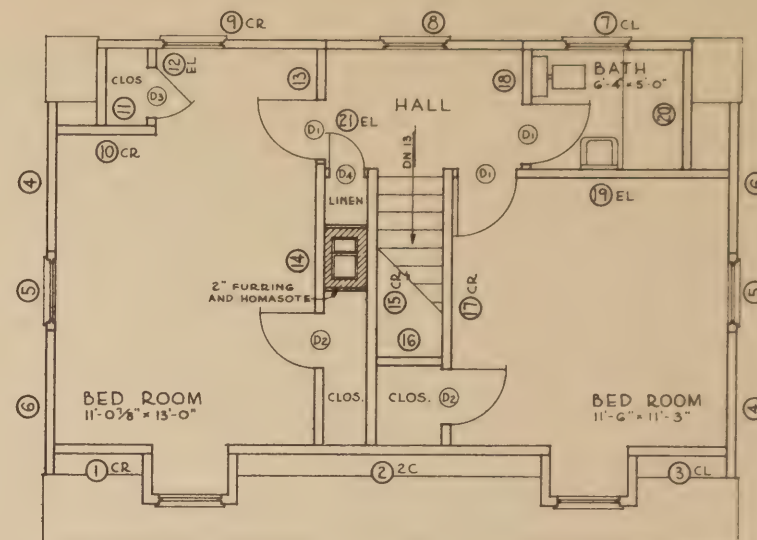 9 CR
8
7 CL
12 EL
CLOS.
11
D3
13
18
BATH
6'-4" = 5'-0"
HALL
20
21 EL
D1
D1
10 CR
DN 13
D4
D1
4
6
LINEN
19 EL
14
5
5
2" FURRING
AND HOMASOTE
15 CR
17 CR
16
D2
6
BED ROOM
11'-0 7/8" = 13'-0"
CLOS.
CLOS.
D2
BED ROOM
11'-6" = 11'-3"
4
1 CR
2 2C
3 CL